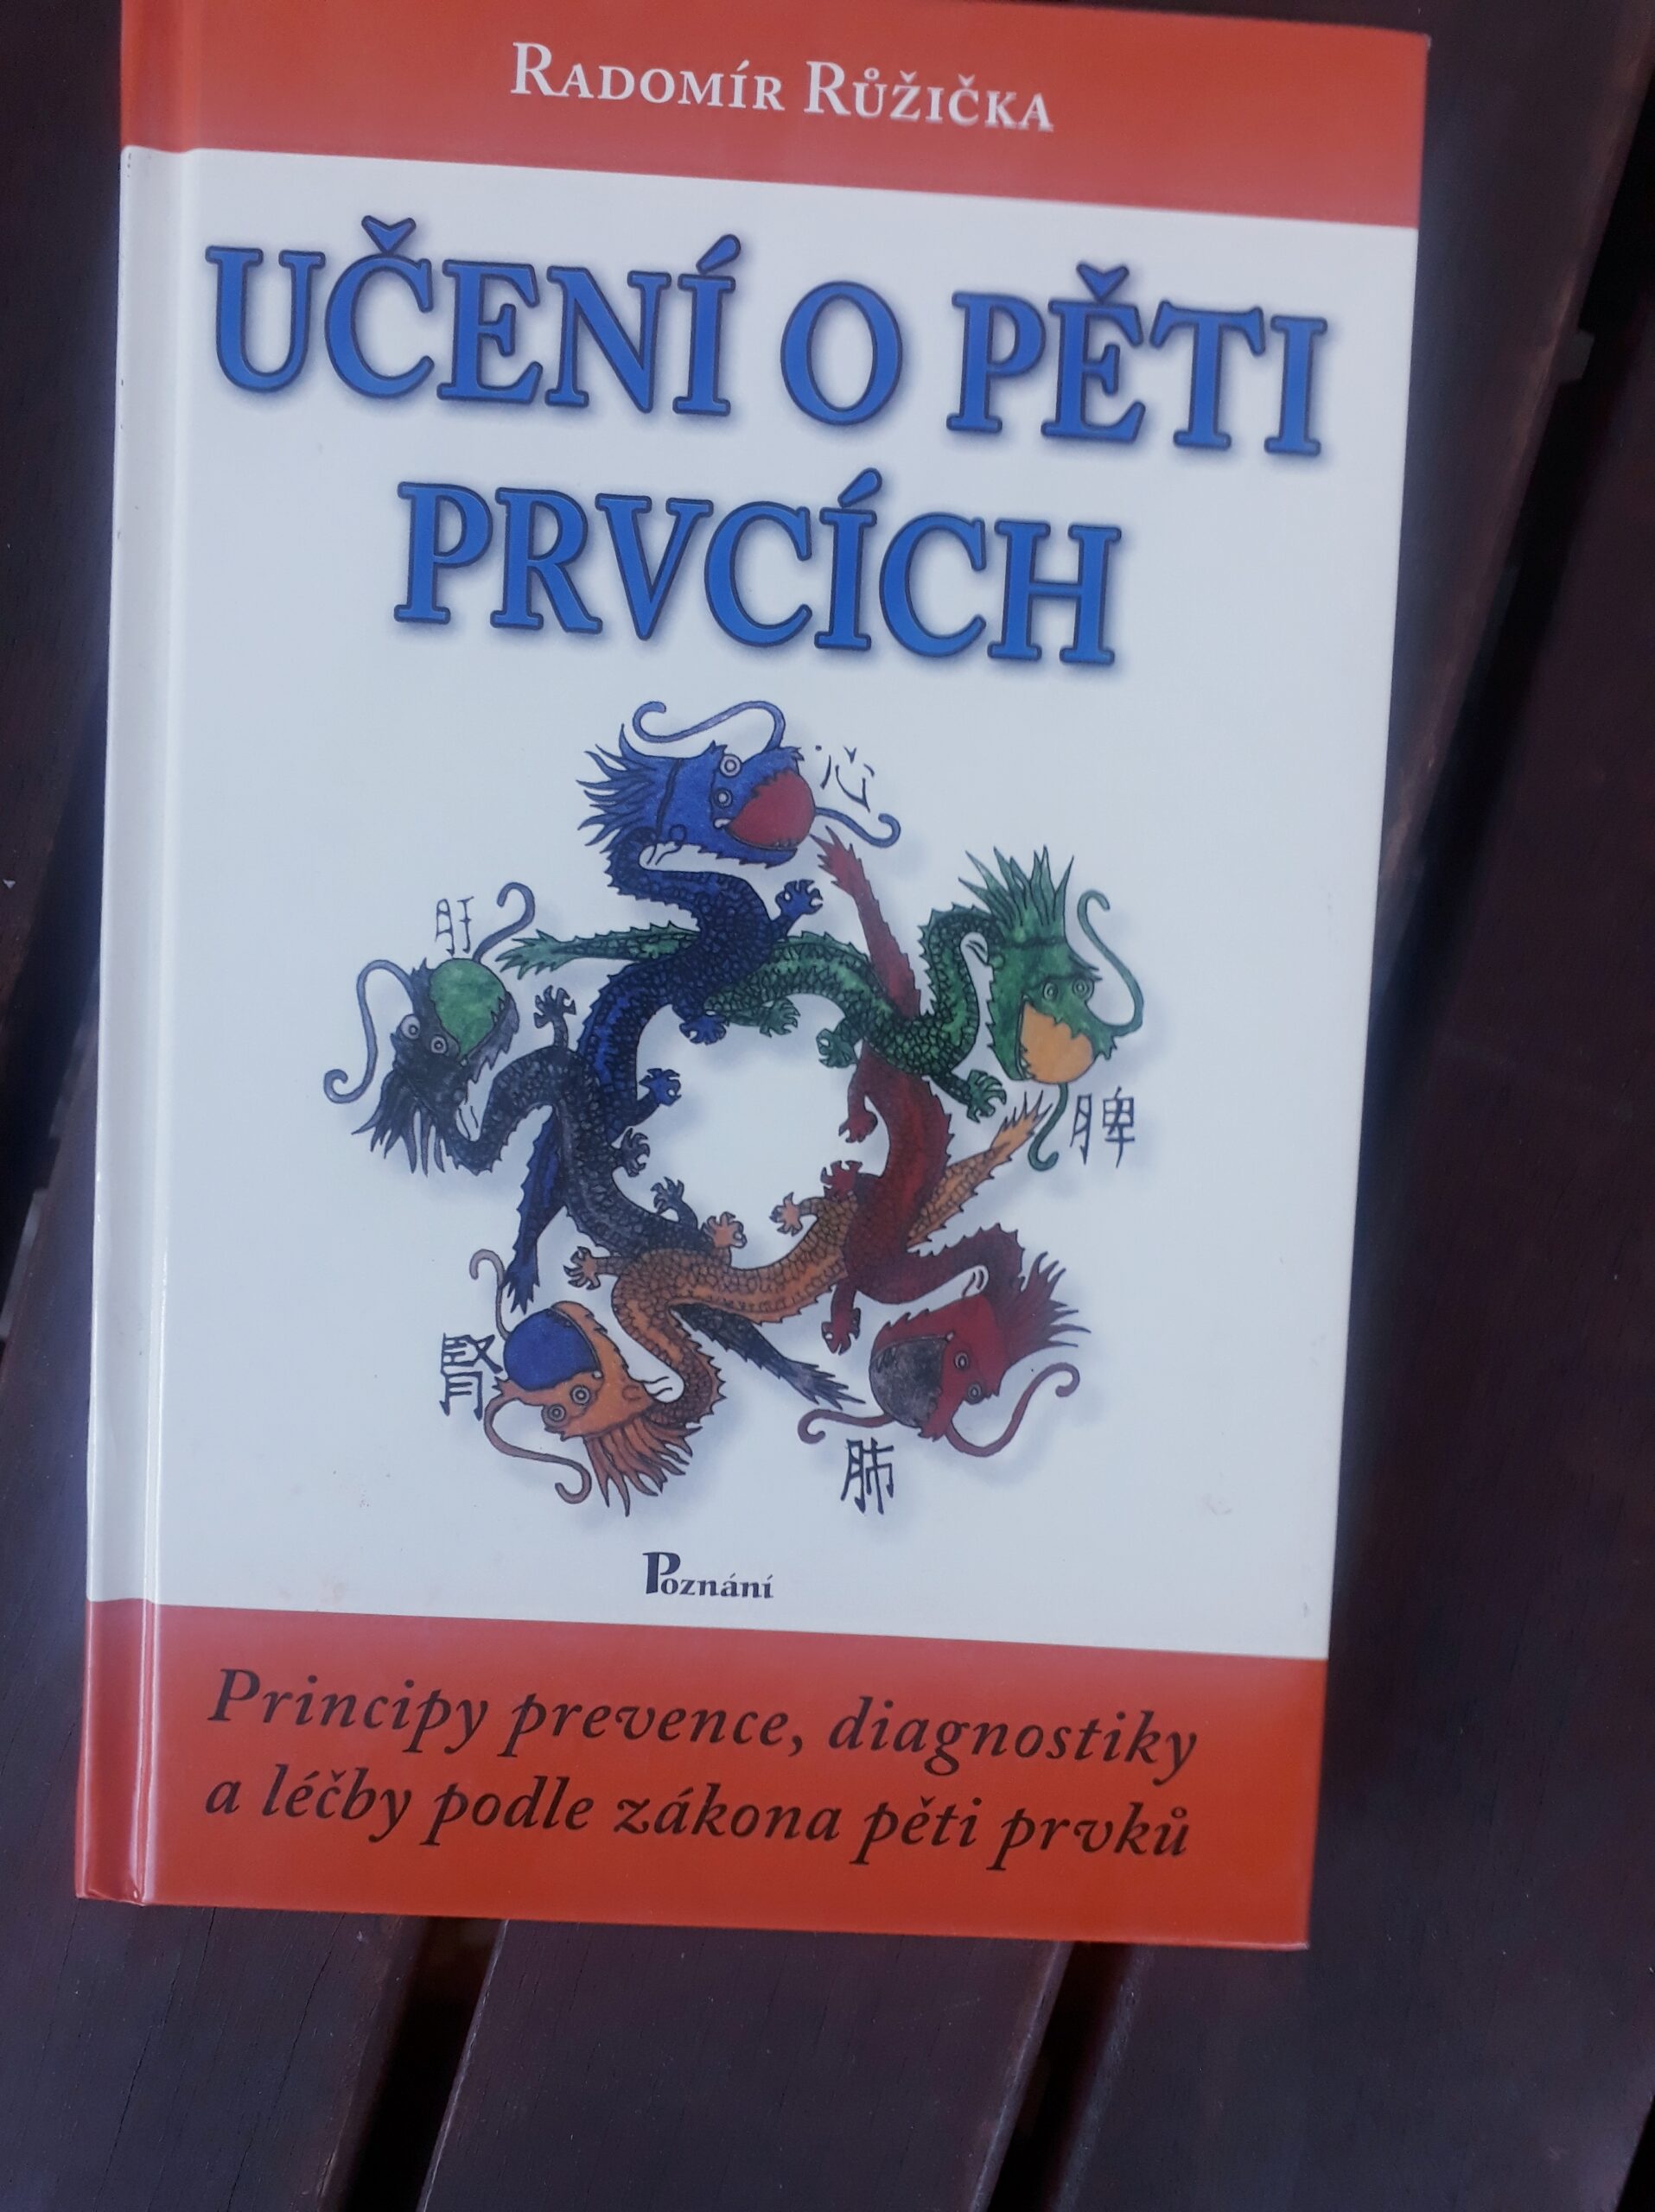 RADOMÍR RŮŽIČKA
UČENÍ O PĚTI
PRVCÍCH
心
肝
脾
腎
肺
Poznání
Principy prevence, diagnostiky
a léčby podle zákona pěti prvků